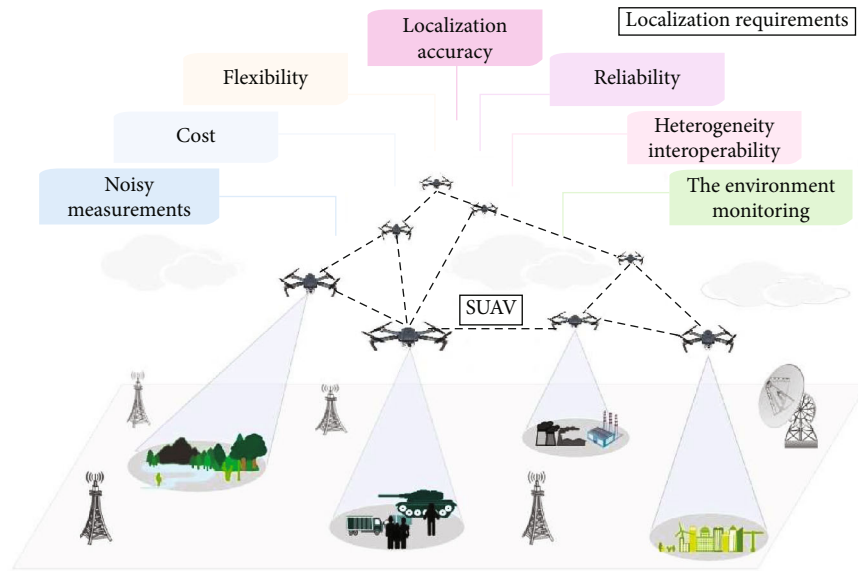 Localization requirements
Localization
accuracy
Flexibility
Reliability
Cost
Heterogeneity
interoperability
Noisy
measurements
The environment
monitoring
SUAV